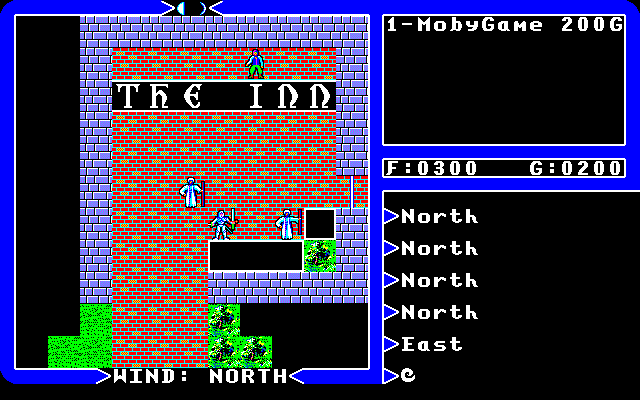 1-MobyGame 200G
THE INN
F:0300 G:0200
North
North
North
North
East
WIND: NORTH